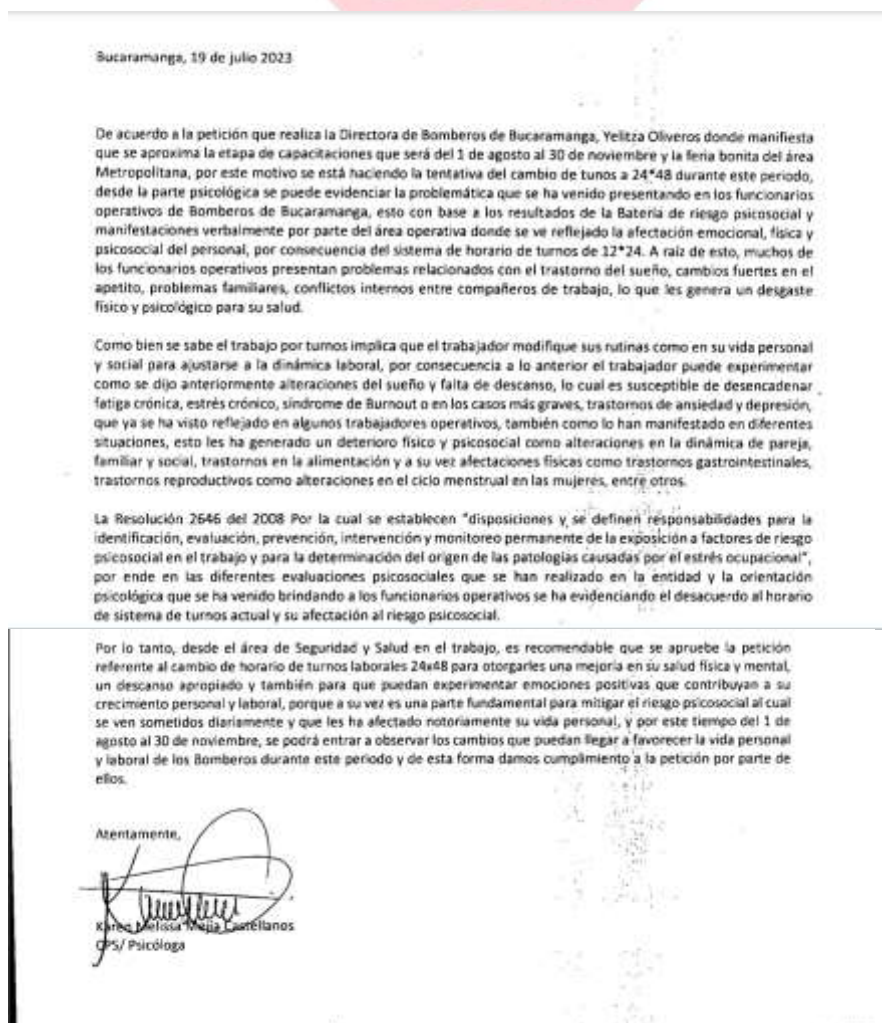 Bucaramanga, 19 de julio 2023
De acuerdo a la petición que realiza la Directora de Bomberos de Bucaramanga, Yelitza Oliveros donde manifiesta
que se aproxima la etapa de capacitaciones que será del 1 de agosto al 30 de noviembre y la feria bonita del área
Metropolitana, por este motivo se está haciendo la tentativa del cambio de tunos a 24*48 durante este periodo,
desde la parte psicológica se puede evidenciar la problemática que se ha venido presentando en los funcionarios
operativos de Bomberos de Bucaramanga, esto con base a los resultados de la Batería de riesgo psicosocial y
manifestaciones verbalmente por parte del área operativa donde se ve reflejado la afectación emocional, física y
psicosocial del personal, por consecuencia del sistema de horario de turnos de 12*24. A raíz de esto, muchos de
los funcionarios operativos presentan problemas relacionados con el trastorno del sueño, cambios fuertes en el
apetito, problemas familiares, conflictos internos entre compañeros de trabajo, lo que les genera un desgaste
físico y psicológico para su salud.
Como bien se sabe el trabajo por turnos implica que el trabajador modifique sus rutinas como en su vida personal
y social para ajustarse a la dinámica laboral, por consecuencia a lo anterior el trabajador puede experimentar
como se dijo anteriormente alteraciones del sueño y falta de descanso, lo cual es susceptible de desencadenar
fatiga crónica, estrés crónico, síndrome de Burnout o en los casos más graves, trastornos de ansiedad y depresión,
que ya se ha visto reflejado en algunos trabajadores operativos, también como lo han manifestado en diferentes
situaciones, esto les ha generado un deterioro físico y psicosocial como alteraciones en la dinámica de pareja,
familiar y social, trastornos en la alimentación y a su vez afectaciones físicas como trastornos gastrointestinales,
trastornos reproductivos como alteraciones en el ciclo menstrual en las mujeres, entre otros.
La Resolución 2646 del 2008 Por la cual se establecen "disposiciones y se definen responsabilidades para la
identificación, evaluación, prevención, intervención y monitoreo permanente de la exposición a factores de riesgo
psicosocial en el trabajo y para la determinación del origen de las patologías causadas por el estrés ocupacional",
por ende en las diferentes evaluaciones psicosociales que se han realizado en la entidad y la orientación
psicológica que se ha venido brindando a los funcionarios operativos se ha evidenciando el desacuerdo al horario
de sistema de turnos actual y su afectación al riesgo psicosocial.
Por lo tanto, desde el área de Seguridad y Salud en el trabajo, es recomendable que se apruebe la petición
referente al cambio de horario de turnos laborales 24x48 para otorgarles una mejoría en su salud física y mental,
un descanso apropiado y también para que puedan experimentar emociones positivas que contribuyan a su
crecimiento personal y laboral, porque a su vez es una parte fundamental para mitigar el riesgo psicosocial al cual
se ven sometidos diariamente y que les ha afectado notoriamente su vida personal, y por este tiempo del 1 de
agosto al 30 de noviembre, se podrá entrar a observar los cambios que puedan llegar a favorecer la vida personal
y laboral de los Bomberos durante este periodo y de esta forma damos cumplimiento a la petición por parte de
ellos.
Atentamente,
Karen Melissa Mejia Castellanos
CPS/ Psicóloga